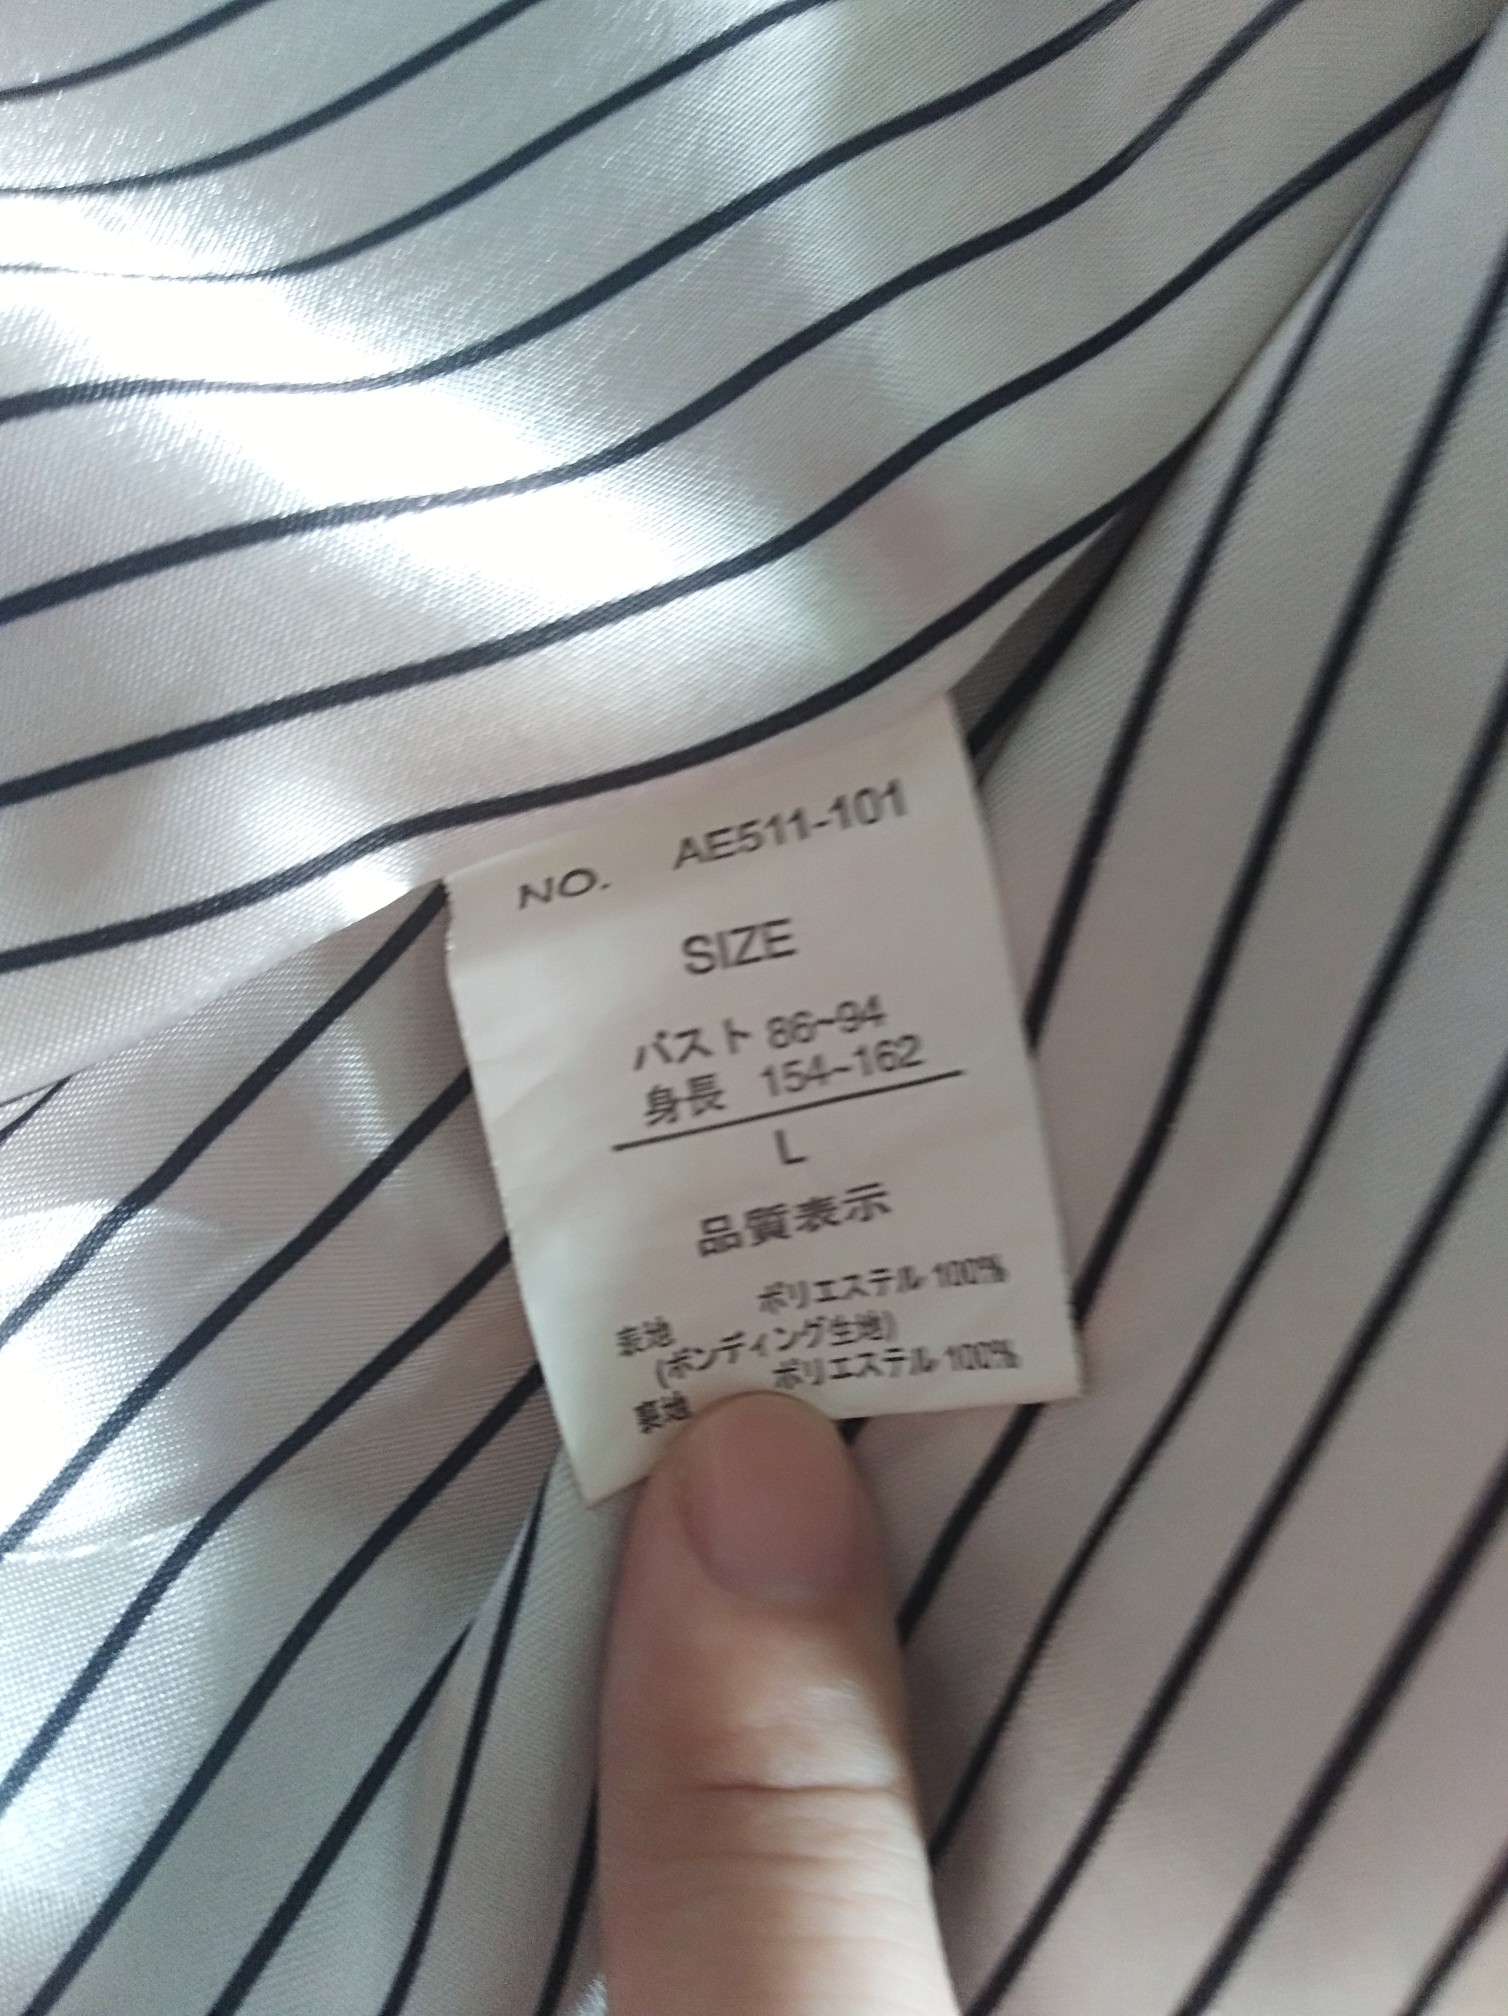 NO. AE511-101
SIZE
バスト 86~94
身長 154~162
L
品質表示
表地 ポリエステル 100%
(ボンディング生地)
裏地 ポリエステル 100%